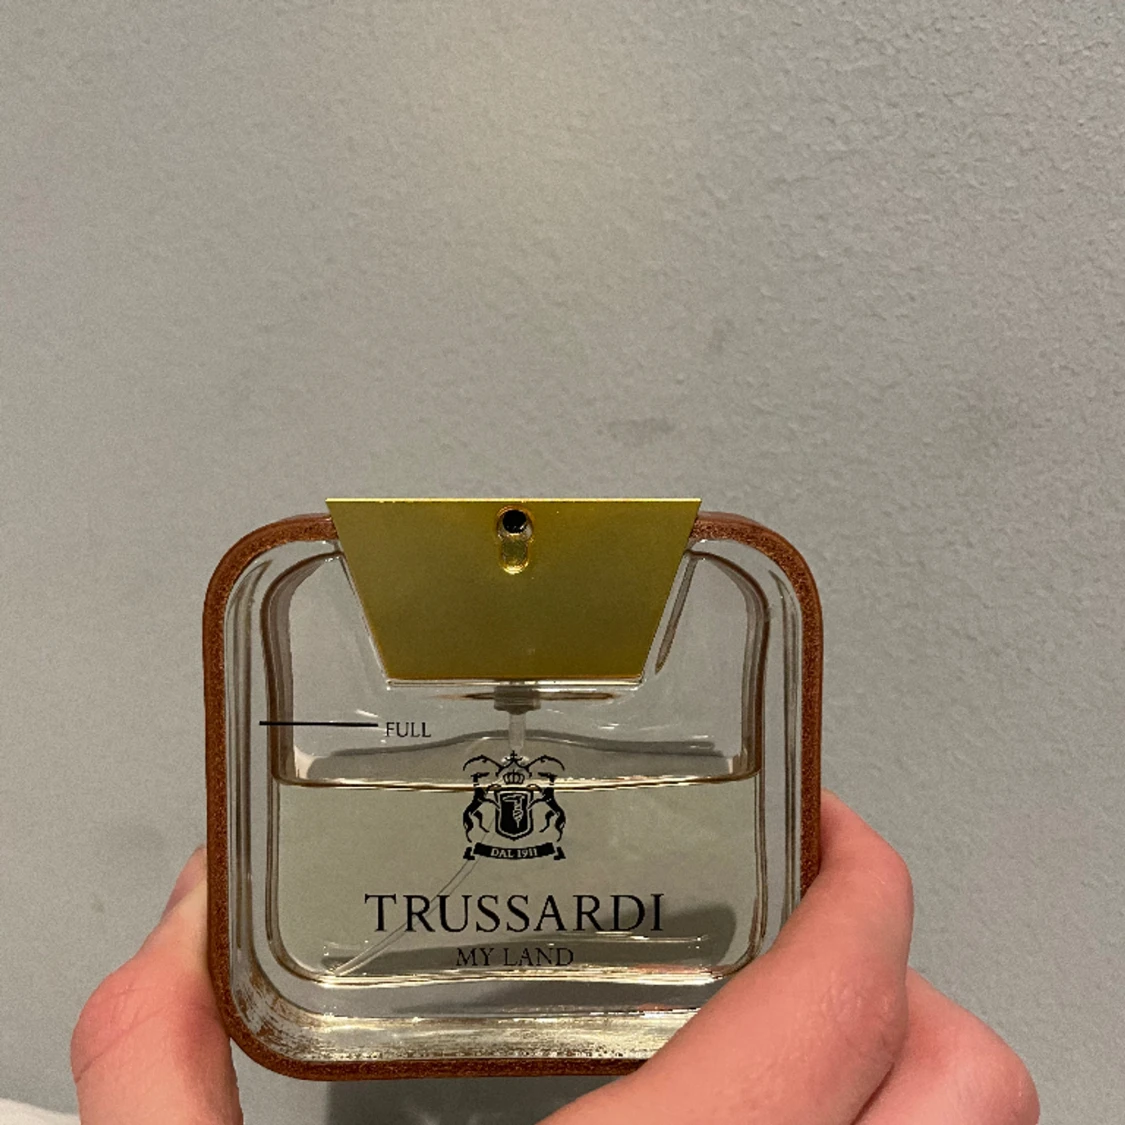 FULL
DAL 1911
TRUSSARDI
MY LAND